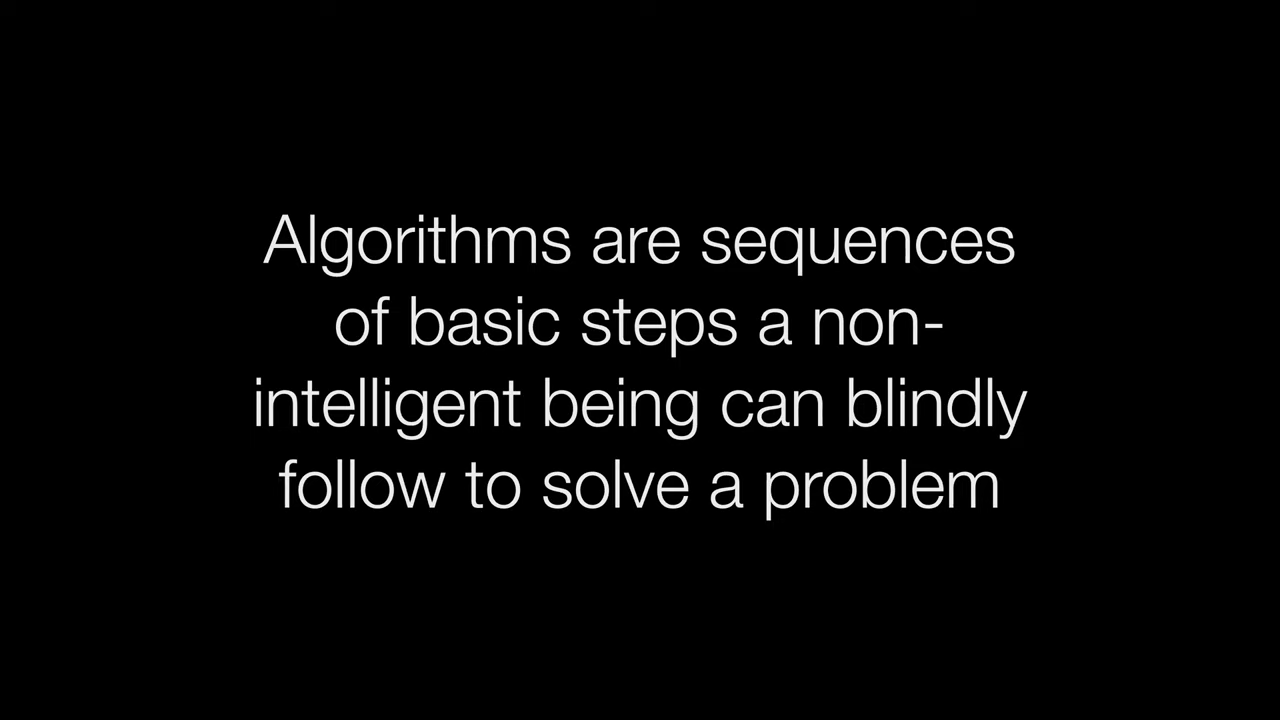 Algorithms are sequences
of basic steps a non-
intelligent being can blindly
follow to solve a problem